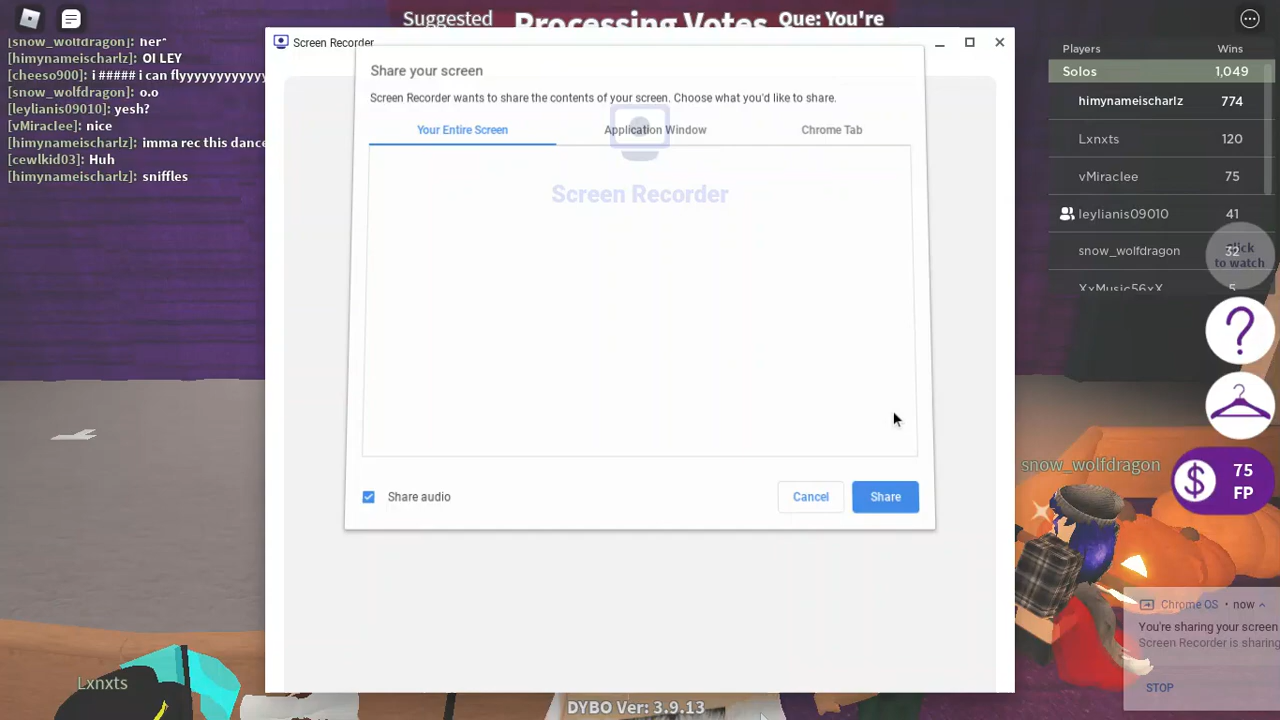 Suggested
Processing Votes
Que: You're
[snow_wolfdragon]: her"
[himynameischarlz]: OI LEY
[cheeso900]: i ##### i can flyyyyyyyyyyyy
[snow_wolfdragon]: o.o
[leylianis09010]: yesh?
[vMiraclee]: nice
[himynameischarlz]: imma rec this dance
[cewlkid03]: Huh
[himynameischarlz]: sniffles
Screen Recorder
Share your screen
Screen Recorder wants to share the contents of your screen. Choose what you'd like to share.
Your Entire Screen
Application Window
Chrome Tab
Screen Recorder
Share audio
Cancel
Share
Players Wins
Solos 1,049
himynameischarlz 774
Lxnxts 120
vMiraclee 75
leylianis09010 41
snow_wolfdragon 32
XxMusic56xX 5
click
to watch
?
$ 75
FP
snow_wolfdragon
Chrome OS • now
You're sharing your screen
Screen Recorder is sharing
STOP
Lxnxts
DYBO Ver: 3.9.13